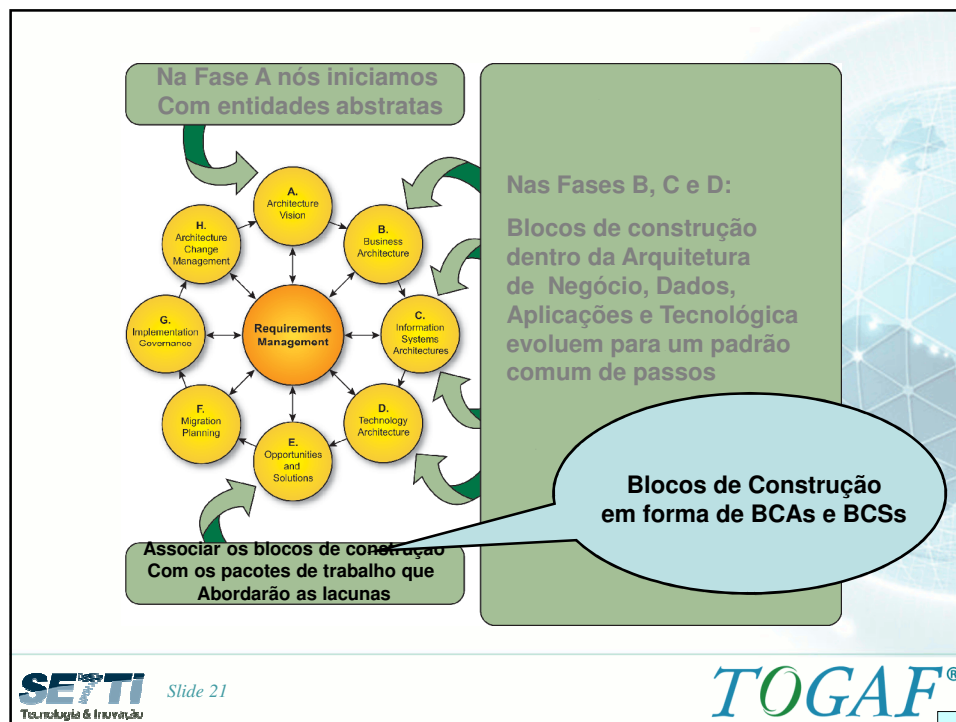 Na Fase A nós iniciamos
Com entidades abstratas
A.
Architecture
Vision
B.
Business
Architecture
C.
Information
Systems
Architectures
D.
Technology
Architecture
E.
Opportunities
and
Solutions
F.
Migration
Planning
G.
Implementation
Governance
H.
Architecture
Change
Management
Requirements
Management
Nas Fases B, C e D:
Blocos de construção
dentro da Arquitetura
de Negócio, Dados,
Aplicações e Tecnológica
evoluem para um padrão
comum de passos
Blocos de Construção
em forma de BCAs e BCSs
Associar os blocos de construção
Com os pacotes de trabalho que
Abordarão as lacunas
SETTI
Tecnologia & Inovação
Slide 21
TOGAF®